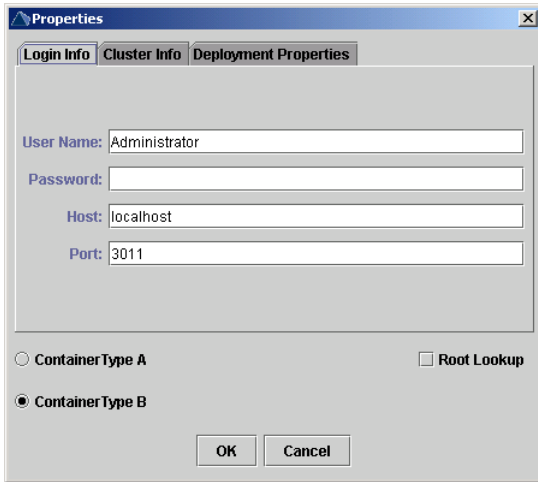 Properties
Login Info Cluster Info Deployment Properties
User Name: Administrator
Password:
Host: localhost
Port: 3011
ContainerType A Root Lookup
ContainerType B
OK Cancel